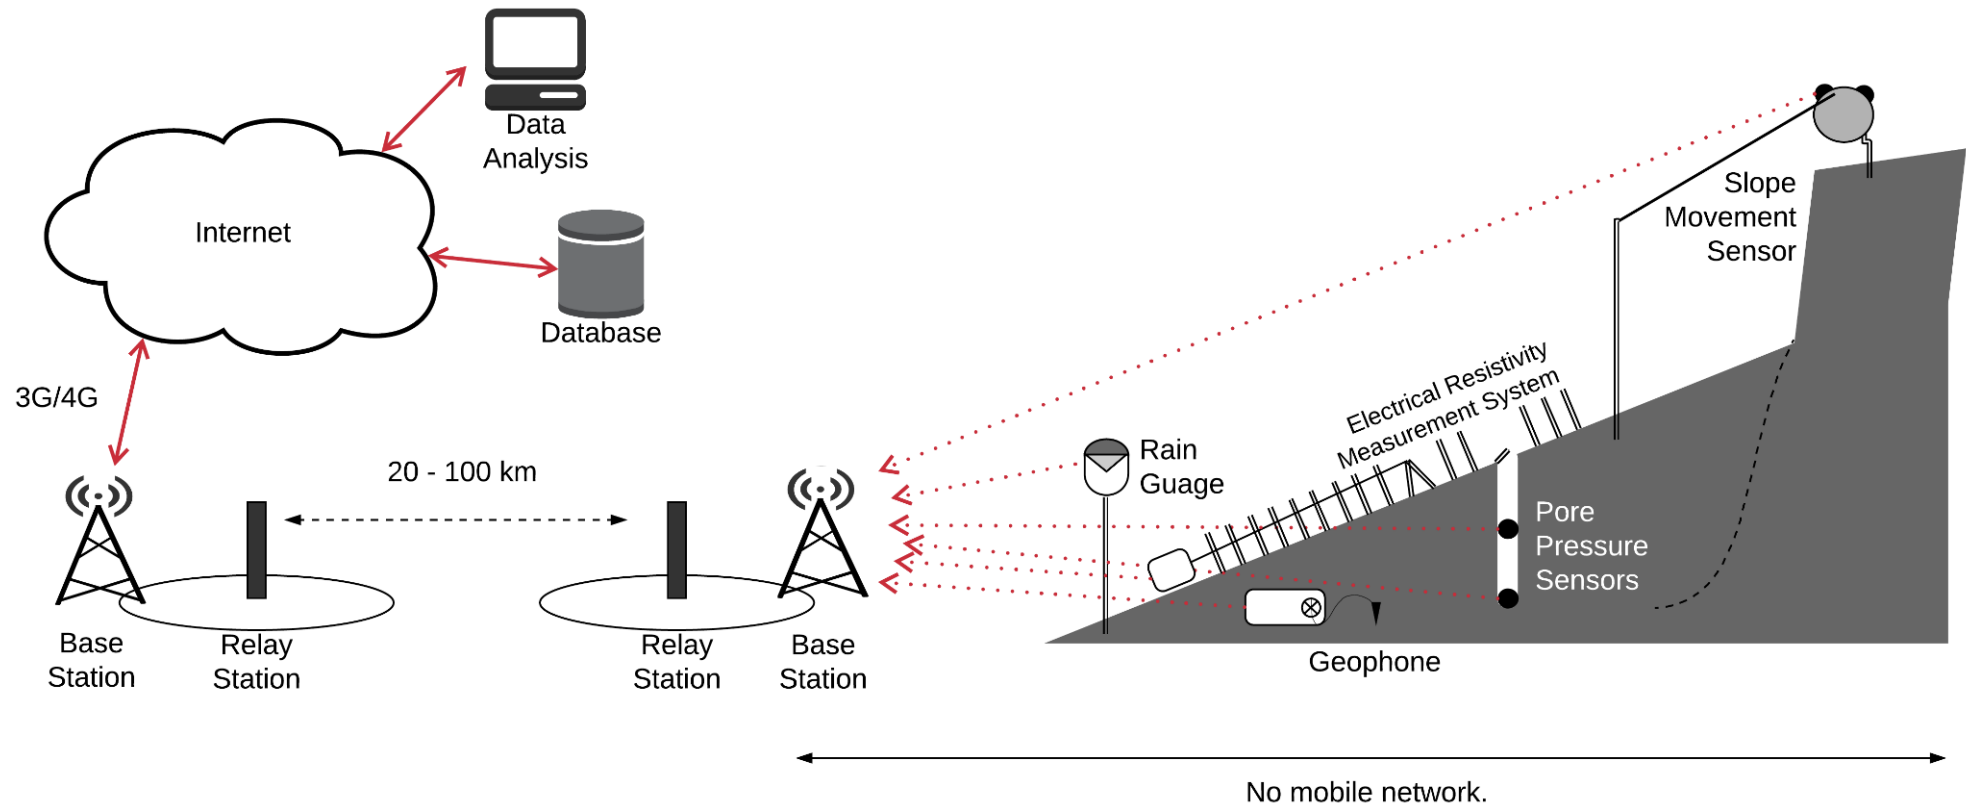 Data
Analysis
Internet
Database
3G/4G
20 - 100 km
Base
Station
Relay
Station
Relay
Station
Base
Station
Rain
Guage
Electrical Resistivity
Measurement System
Slope
Movement
Sensor
Pore
Pressure
Sensors
Geophone
No mobile network.